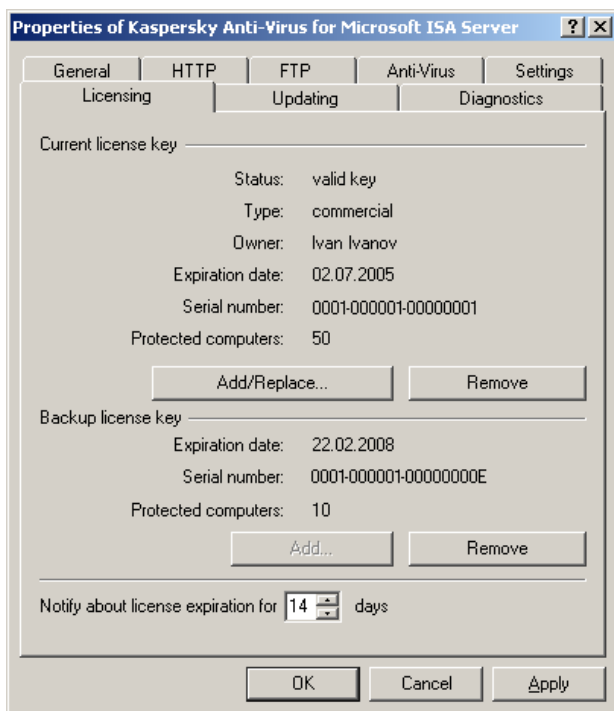 Properties of Kaspersky Anti-Virus for Microsoft ISA Server
General HTTP FTP Anti-Virus Settings
Licensing Updating Diagnostics
Current license key
Status: valid key
Type: commercial
Owner: Ivan Ivanov
Expiration date: 02.07.2005
Serial number: 0001-000001-00000001
Protected computers: 50
Add/Replace... Remove
Backup license key
Expiration date: 22.02.2008
Serial number: 0001-000001-00000000E
Protected computers: 10
Add... Remove
Notify about license expiration for 14 days
OK Cancel Apply